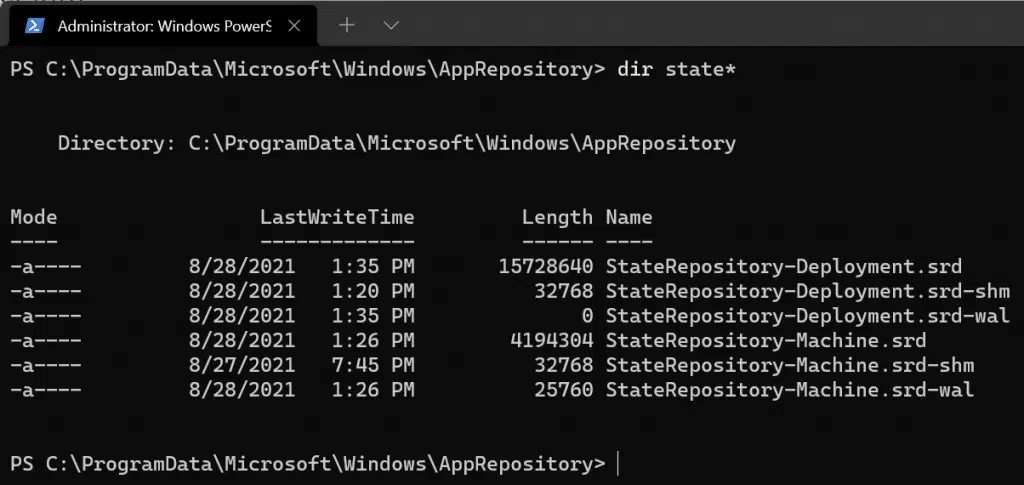 Administrator: Windows PowerS
PS C:\ProgramData\Microsoft\Windows\AppRepository> dir state*
Directory: C:\ProgramData\Microsoft\Windows\AppRepository
Mode LastWriteTime Length Name
---- ------------- ------ ----
-a---- 8/28/2021 1:35 PM 15728640 StateRepository-Deployment.srd
-a---- 8/28/2021 1:20 PM 32768 StateRepository-Deployment.srd-shm
-a---- 8/28/2021 1:35 PM 0 StateRepository-Deployment.srd-wal
-a---- 8/28/2021 1:26 PM 4194304 StateRepository-Machine.srd
-a---- 8/27/2021 7:45 PM 32768 StateRepository-Machine.srd-shm
-a---- 8/28/2021 1:26 PM 25760 StateRepository-Machine.srd-wal
PS C:\ProgramData\Microsoft\Windows\AppRepository>